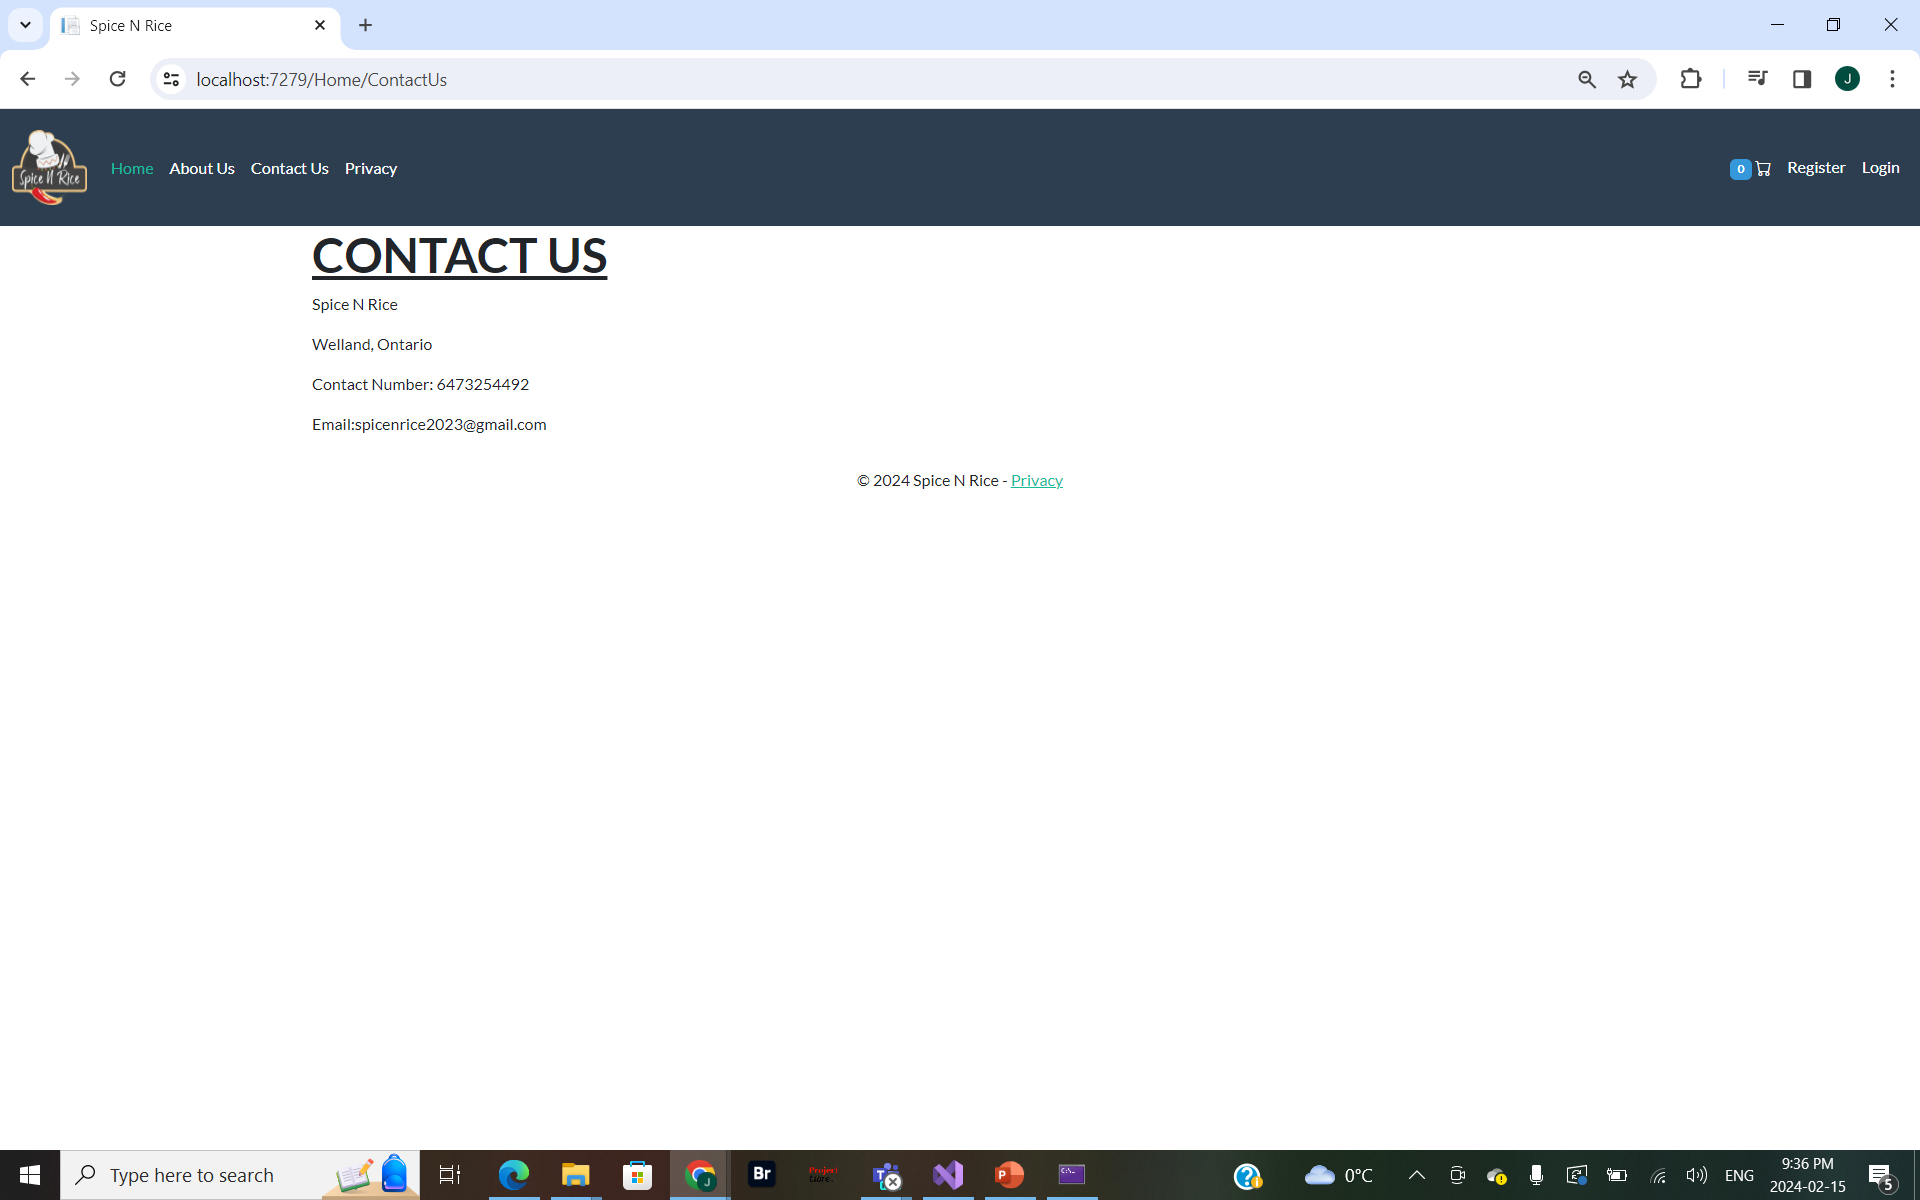 Spice N Rice
localhost:7279/Home/ContactUs
J
Spice N Rice
Home About Us Contact Us Privacy
0 Register Login
CONTACT US
Spice N Rice
Welland, Ontario
Contact Number: 6473254492
Email:spicenrice2023@gmail.com
© 2024 Spice N Rice - Privacy
Type here to search
J
Br
Project
Libre
T
P
C:\.
0°C
ENG
9:36 PM
2024-02-15
5